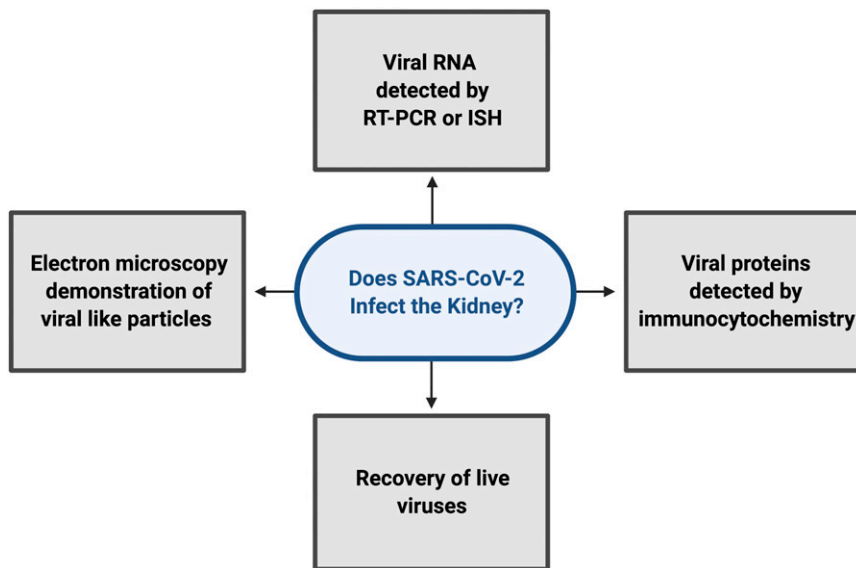 Viral RNA
detected by
RT-PCR or ISH
Electron microscopy
demonstration of
viral like particles
Does SARS-CoV-2
Infect the Kidney?
Viral proteins
detected by
immunocytochemistry
Recovery of live
viruses